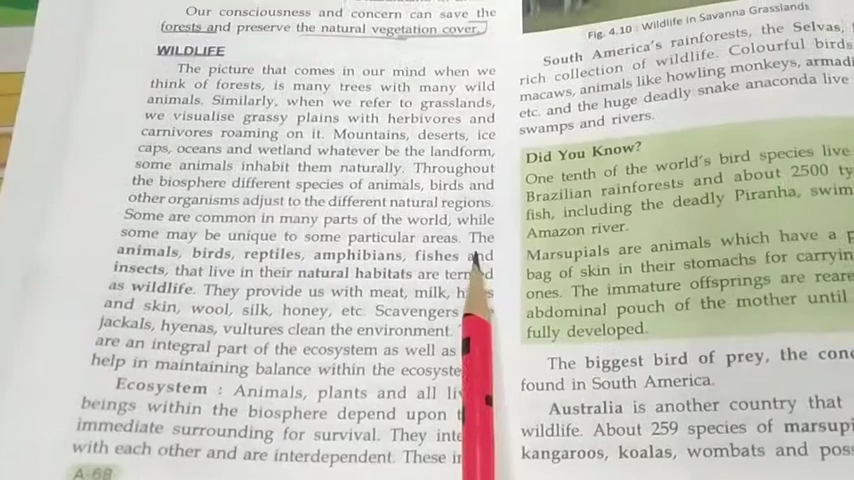 Our consciousness and concern can save the
forests and preserve the natural vegetation cover.
WILDLIFE
The picture that comes in our mind when we
think of forests, is many trees with many wild
animals. Similarly, when we refer to grasslands,
we visualise grassy plains with herbivores and
carnivores roaming on it. Mountains, deserts, ice
caps, oceans and wetland whatever be the landform,
some animals inhabit them naturally. Throughout
the biosphere different species of animals, birds and
other organisms adjust to the different natural regions.
Some are common in many parts of the world, while
some may be unique to some particular areas. The
animals, birds, reptiles, amphibians, fishes and
insects, that live in their natural habitats are termed
as wildlife. They provide us with meat, milk,
and skin, wool, silk, honey, etc. Scavengers
jackals, hyenas, vultures clean the environment.
are an integral part of the ecosystem as well as
help in maintaining balance within the
Ecosystem : Animals, plants and all
beings within the biosphere depend upon
immediate surrounding for survival. They
with each other and are interdependent. These
A-68
Fig. 4.10 : Wildlife in Savanna Grasslands
South America's rainforests, the Selvas,
rich collection of wildlife. Colourful birds
macaws, animals like howling monkeys,
etc. and the huge deadly snake anaconda live
swamps and rivers.
Did You Know?
One tenth of the world's bird species live
Brazilian rainforests and about 2500
fish, including the deadly Piranha,
Amazon river.
Marsupials are animals which have a
bag of skin in their stomachs for
ones. The immature offsprings are
abdominal pouch of the mother until
fully developed.
The biggest bird of prey, the
found in South America.
Australia is another country that
wildlife. About 259 species of
kangaroos, koalas, wombats and